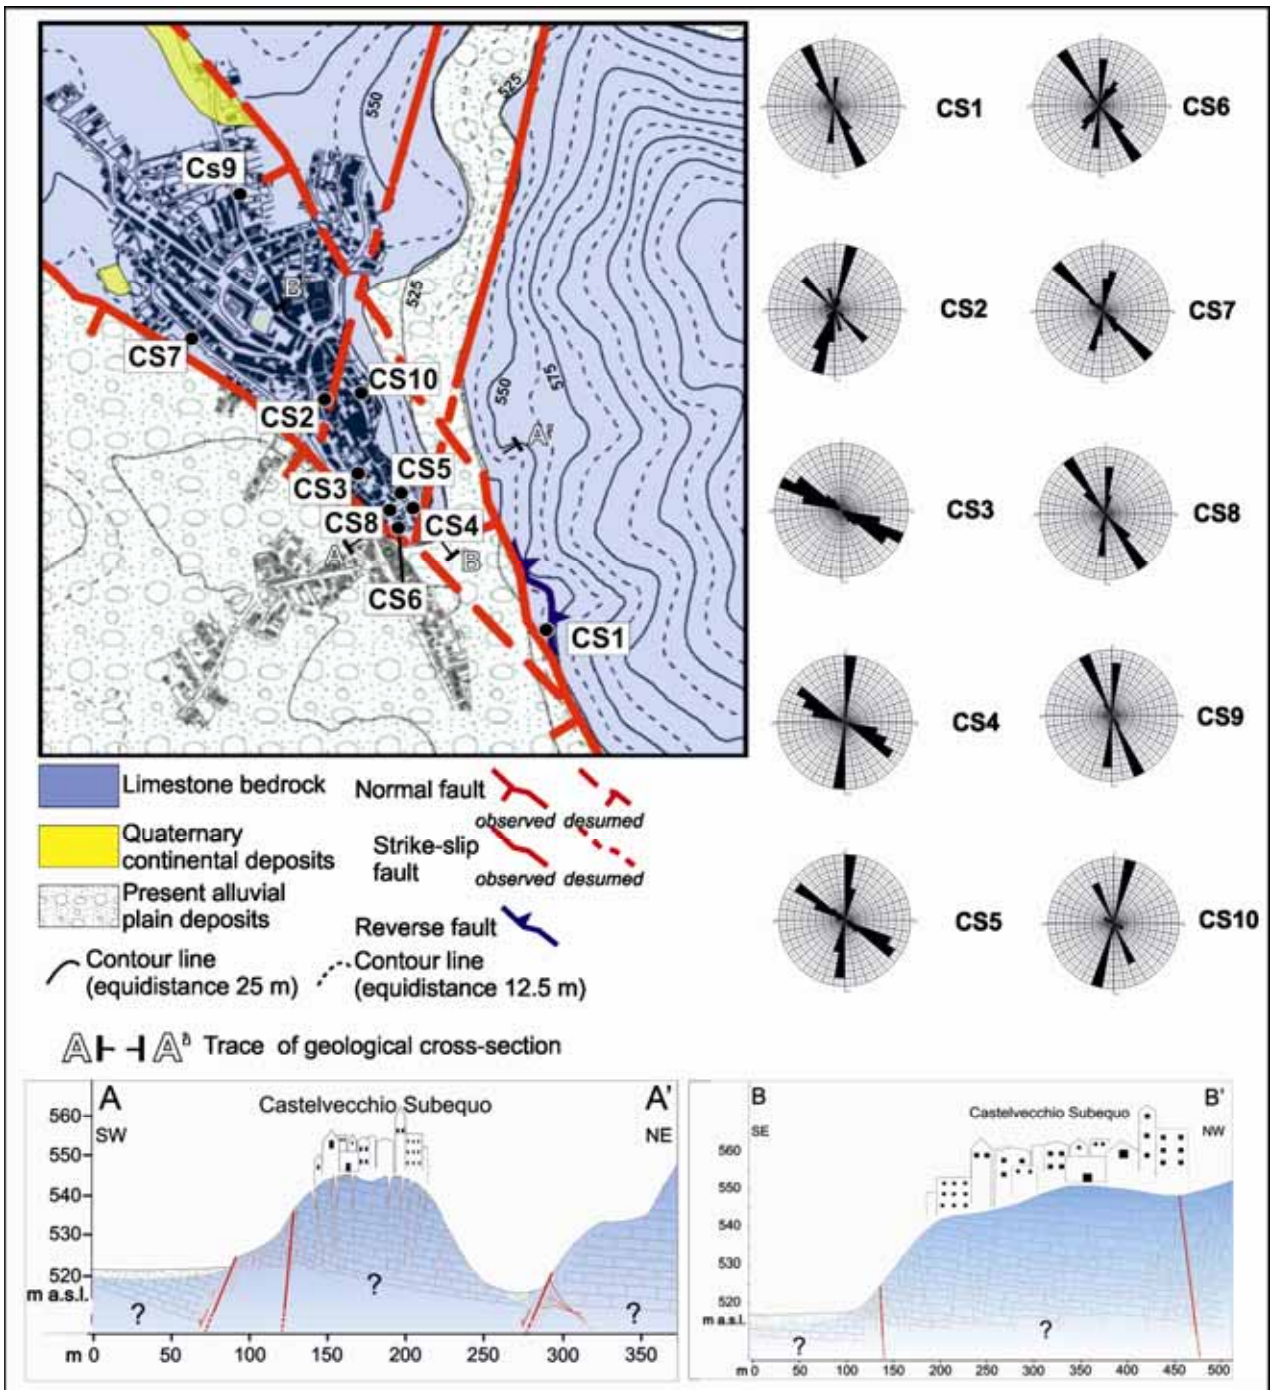 550
525
Cs9
B'
525
CS7
CS10
CS2
550
575
A'
CS5
CS3
CS8
CS4
A
B
CS6
CS1
CS1
CS6
CS2
CS7
CS3
CS8
CS4
CS9
CS5
CS10
Limestone bedrock
Quaternary
continental deposits
Present alluvial
plain deposits
Contour line
(equidistance 25 m)
Normal fault
observed desumed
Strike-slip
fault
observed desumed
Reverse fault
Contour line
(equidistance 12.5 m)
A A' Trace of geological cross-section
A
A'
Castelvecchio Subequo
SW
NE
560
550
540
530
520
m a.s.l.
?
?
?
m 0 50 100 150 200 250 300 350
B
B'
Castelvecchio Subequo
SE
NW
560
550
540
530
520
m a.s.l.
?
?
m 0 50 100 150 200 250 300 350 400 450 500